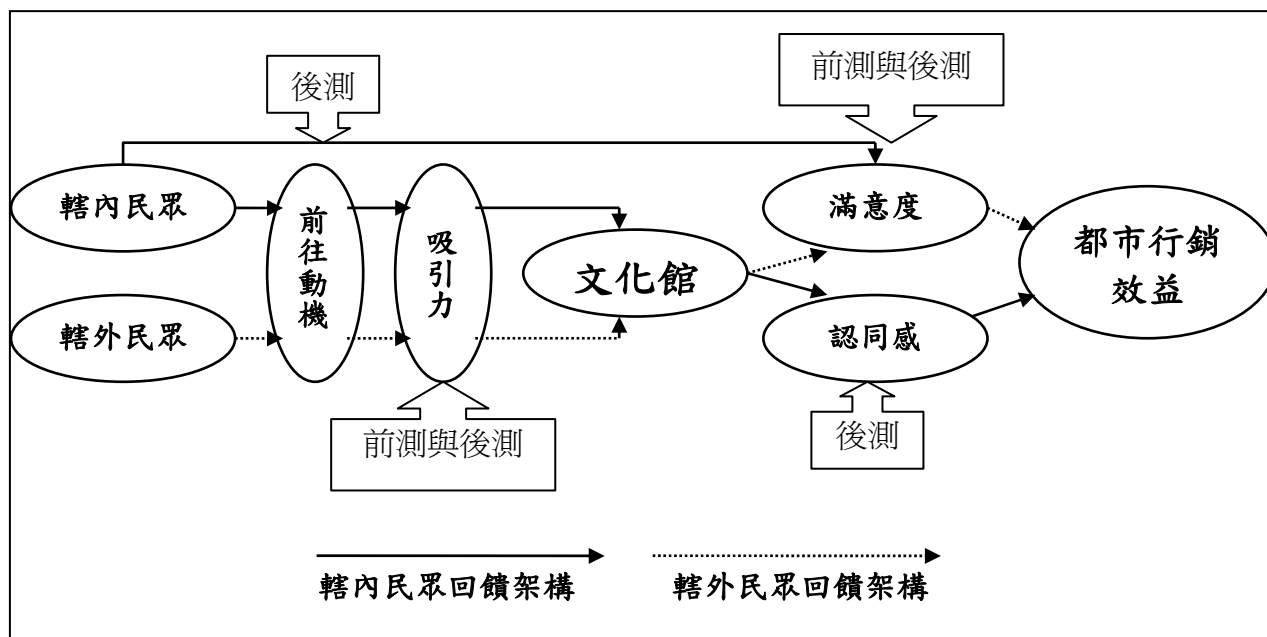 後測
前測與後測
轄內民眾
前往動機
吸引力
滿意度
都市行銷
效益
文化館
轄外民眾
認同感
前測與後測
後測
轄內民眾回饋架構
轄外民眾回饋架構